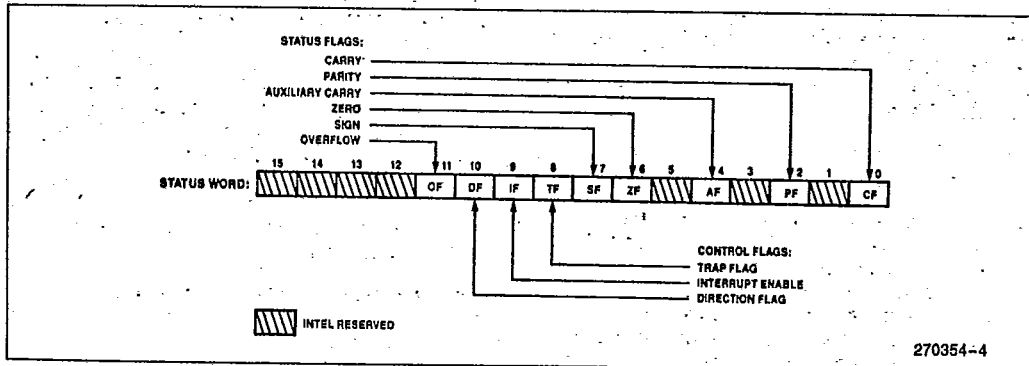 STATUS FLAGS:
CARRY
PARITY
AUXILIARY CARRY
ZERO
SIGN
OVERFLOW
15 14 13 12 11 10 9 8 7 6 5 4 3 2 1 0
STATUS WORD: OF DF IF TF SF ZF AF PF CF
CONTROL FLAGS:
TRAP FLAG
INTERRUPT ENABLE
DIRECTION FLAG
INTEL RESERVED
270354-4